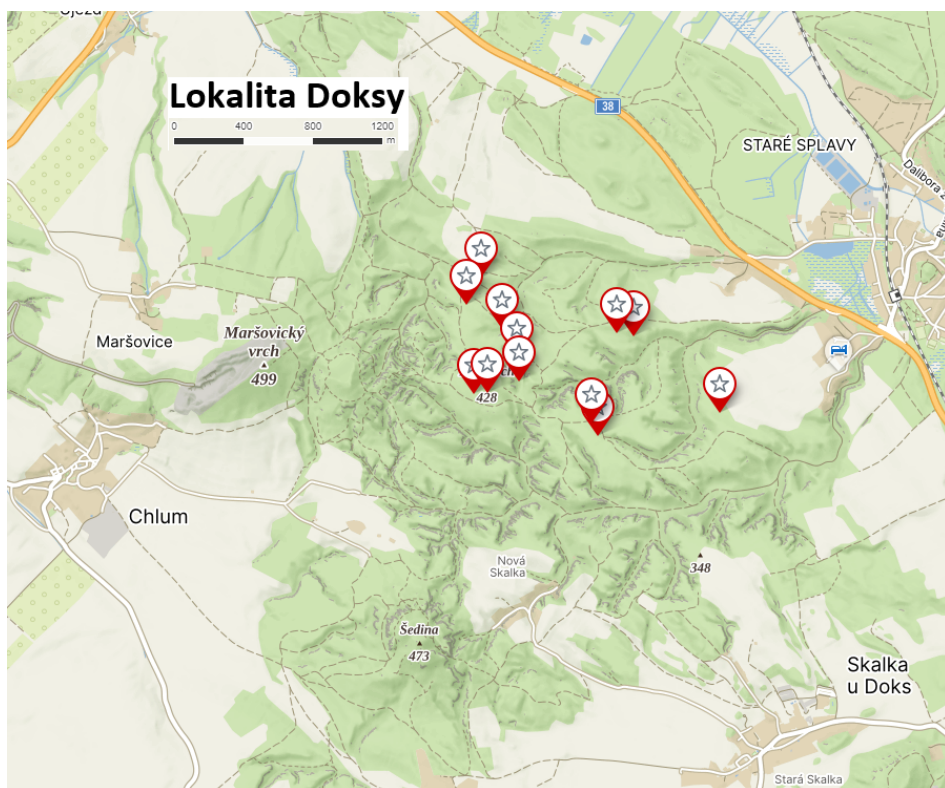 Lokalita Doksy
0 400 800 1200
m
38
STARÉ SPLAVY
Dalibora
Maršovice
Maršovický
vrch
499
428
Chlum
Nová
Skalka
348
Šedina
473
Skalka
u Doks
Stará Skalka